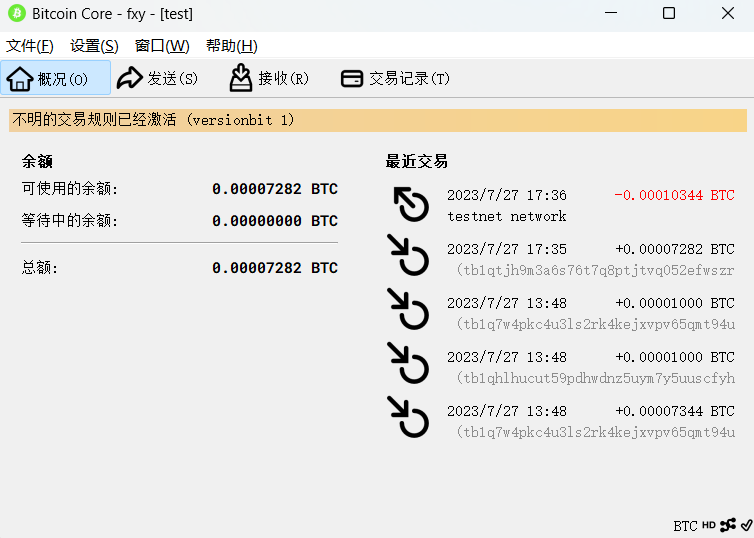 Bitcoin Core - fxy - [test]
文件(F) 设置(S) 窗口(W) 帮助(H)
概况(O) 发送(S) 接收(R) 交易记录(T)
不明的交易规则已经激活 (versionbit 1)
余额
可使用的余额: 0.00007282 BTC
等待中的余额: 0.00000000 BTC
总额: 0.00007282 BTC
最近交易
2023/7/27 17:36 -0.00010344 BTC
testnet network
2023/7/27 17:35 +0.00007282 BTC
(tb1qtjh9m3a6s76t7q8ptjtvq052efwszr
2023/7/27 13:48 +0.00001000 BTC
(tb1q7w4pkc4u3ls2rk4kejxvpv65qmt94u
2023/7/27 13:48 +0.00001000 BTC
(tb1qhlhucut59pdhwdnz5uym7y5uuscfyh
2023/7/27 13:48 +0.00007344 BTC
(tb1q7w4pkc4u3ls2rk4kejxvpv65qmt94u
BTC HD